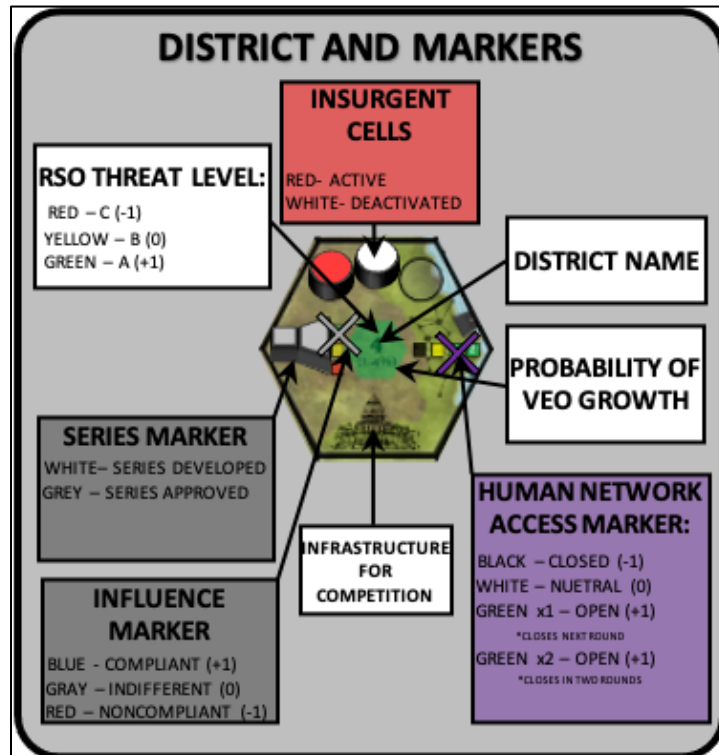 DISTRICT AND MARKERS
INSURGENT
CELLS
RED- ACTIVE
WHITE- DEACTIVATED
RSO THREAT LEVEL:
RED – C (-1)
YELLOW – B (0)
GREEN – A (+1)
DISTRICT NAME
PROBABILITY OF
VEO GROWTH
SERIES MARKER
WHITE– SERIES DEVELOPED
GREY – SERIES APPROVED
INFRASTRUCTURE
FOR
COMPETITION
HUMAN NETWORK
ACCESS MARKER:
BLACK – CLOSED (-1)
WHITE – NUETRAL (0)
GREEN x1 – OPEN (+1)
*CLOSES NEXT ROUND
GREEN x2 – OPEN (+1)
*CLOSES IN TWO ROUNDS
INFLUENCE
MARKER
BLUE - COMPLIANT (+1)
GRAY – INDIFFERENT (0)
RED – NONCOMPLIANT (-1)